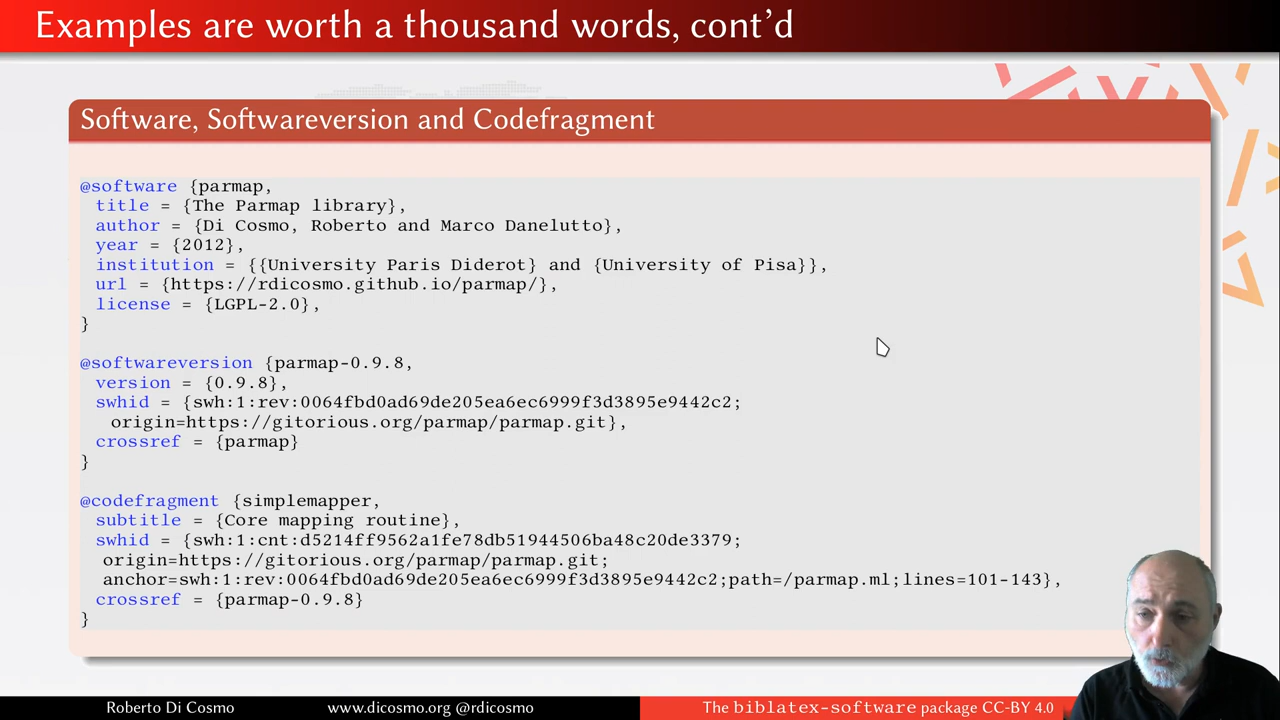 Examples are worth a thousand words, cont’d
Software, Softwareversion and Codefragment
@software {parmap,
title = {The Parmap library},
author = {Di Cosmo, Roberto and Marco Danelutto},
year = {2012},
institution = {{University Paris Diderot} and {University of Pisa}},
url = {https://rdicosmo.github.io/parmap/},
license = {LGPL-2.0},
}
@softwareversion {parmap-0.9.8,
version = {0.9.8},
swhid = {swh:1:rev:0064fbd0ad69de205ea6ec6999f3d3895e9442c2;
origin=https://gitorious.org/parmap/parmap.git},
crossref = {parmap}
}
@codefragment {simplemapper,
subtitle = {Core mapping routine},
swhid = {swh:1:cnt:d5214ff9562a1fe78db51944506ba48c20de3379;
origin=https://gitorious.org/parmap/parmap.git;
anchor=swh:1:rev:0064fbd0ad69de205ea6ec6999f3d3895e9442c2;path=/parmap.ml;lines=101-143},
crossref = {parmap-0.9.8}
}
Roberto Di Cosmo www.dicosmo.org @rdicosmo The biblatex-software package CC-BY 4.0